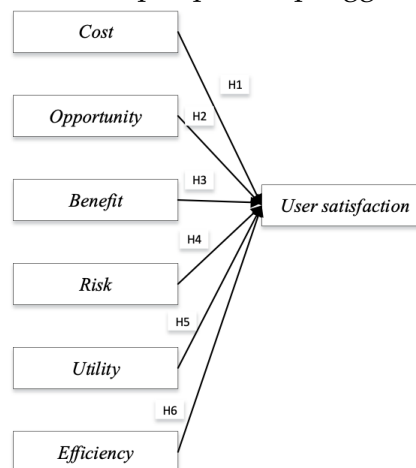 Cost
H1
Opportunity
H2
Benefit
H3
User satisfaction
H4
Risk
H5
Utility
H6
Efficiency